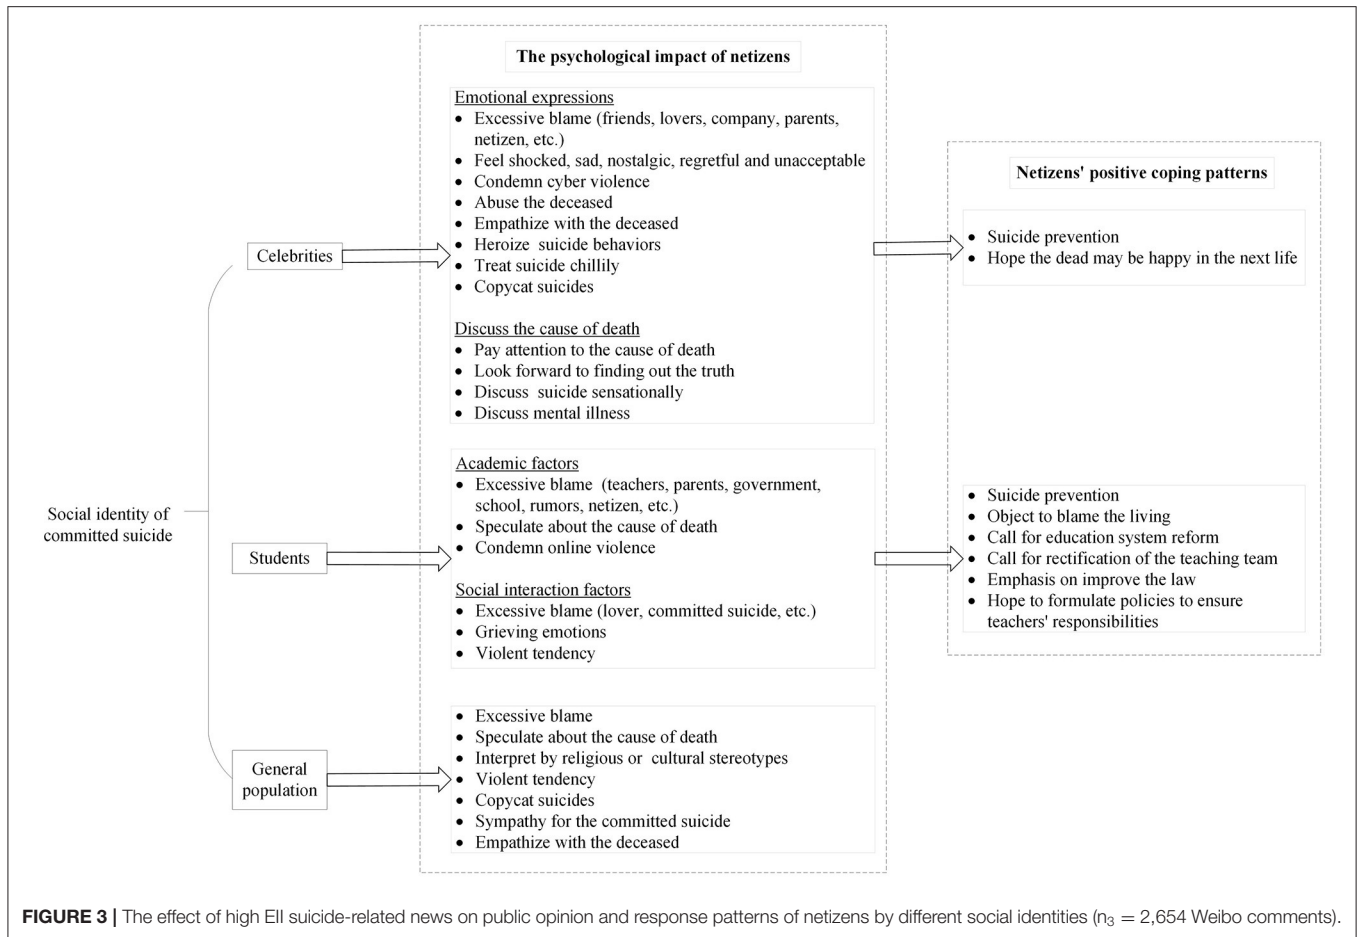 The psychological impact of netizens
Emotional expressions
• Excessive blame (friends, lovers, company, parents,
netizen, etc.)
• Feel shocked, sad, nostalgic, regretful and unacceptable
• Condemn cyber violence
• Abuse the deceased
• Empathize with the deceased
• Heroize suicide behaviors
• Treat suicide chillily
• Copycat suicides
Discuss the cause of death
• Pay attention to the cause of death
• Look forward to finding out the truth
• Discuss suicide sensationally
• Discuss mental illness
Netizens' positive coping patterns
• Suicide prevention
• Hope the dead may be happy in the next life
Celebrities
Social identity of
committed suicide
Students
Academic factors
• Excessive blame (teachers, parents, government,
school, rumors, netizen, etc.)
• Speculate about the cause of death
• Condemn online violence
Social interaction factors
• Excessive blame (lover, committed suicide, etc.)
• Grieving emotions
• Violent tendency
• Suicide prevention
• Object to blame the living
• Call for education system reform
• Call for rectification of the teaching team
• Emphasis on improve the law
• Hope to formulate policies to ensure
teachers' responsibilities
General
population
• Excessive blame
• Speculate about the cause of death
• Interpret by religious or cultural stereotypes
• Violent tendency
• Copycat suicides
• Sympathy for the committed suicide
• Empathize with the deceased
FIGURE 3 | The effect of high EII suicide-related news on public opinion and response patterns of netizens by different social identities (n3 = 2,654 Weibo comments).